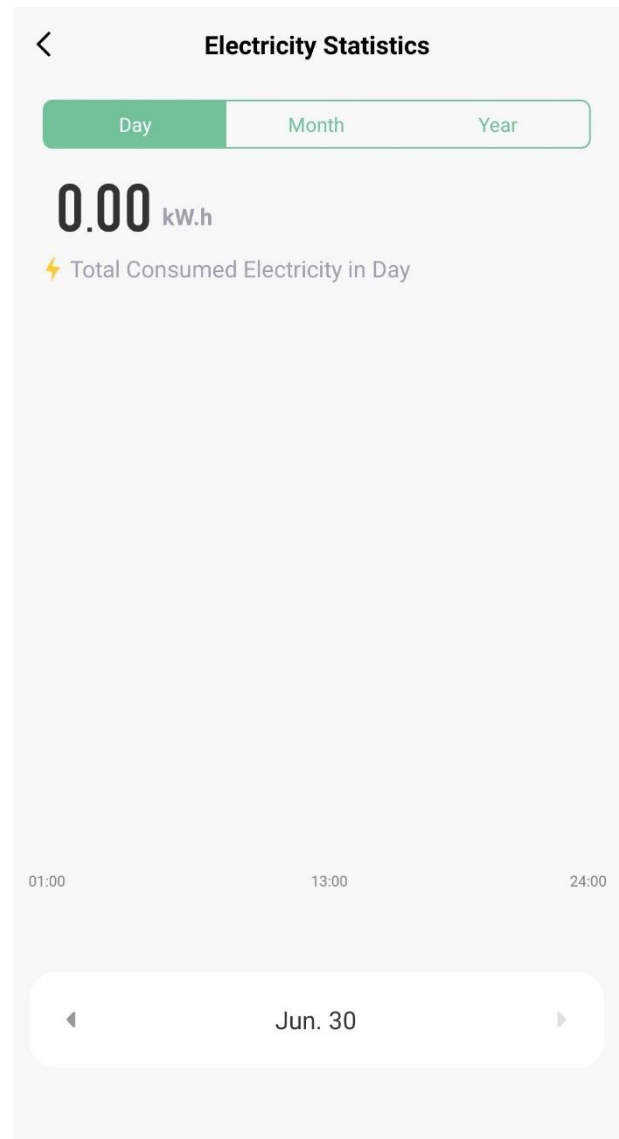 Electricity Statistics
Day Month Year
0.00 kW.h
Total Consumed Electricity in Day
01:00 13:00 24:00
Jun. 30